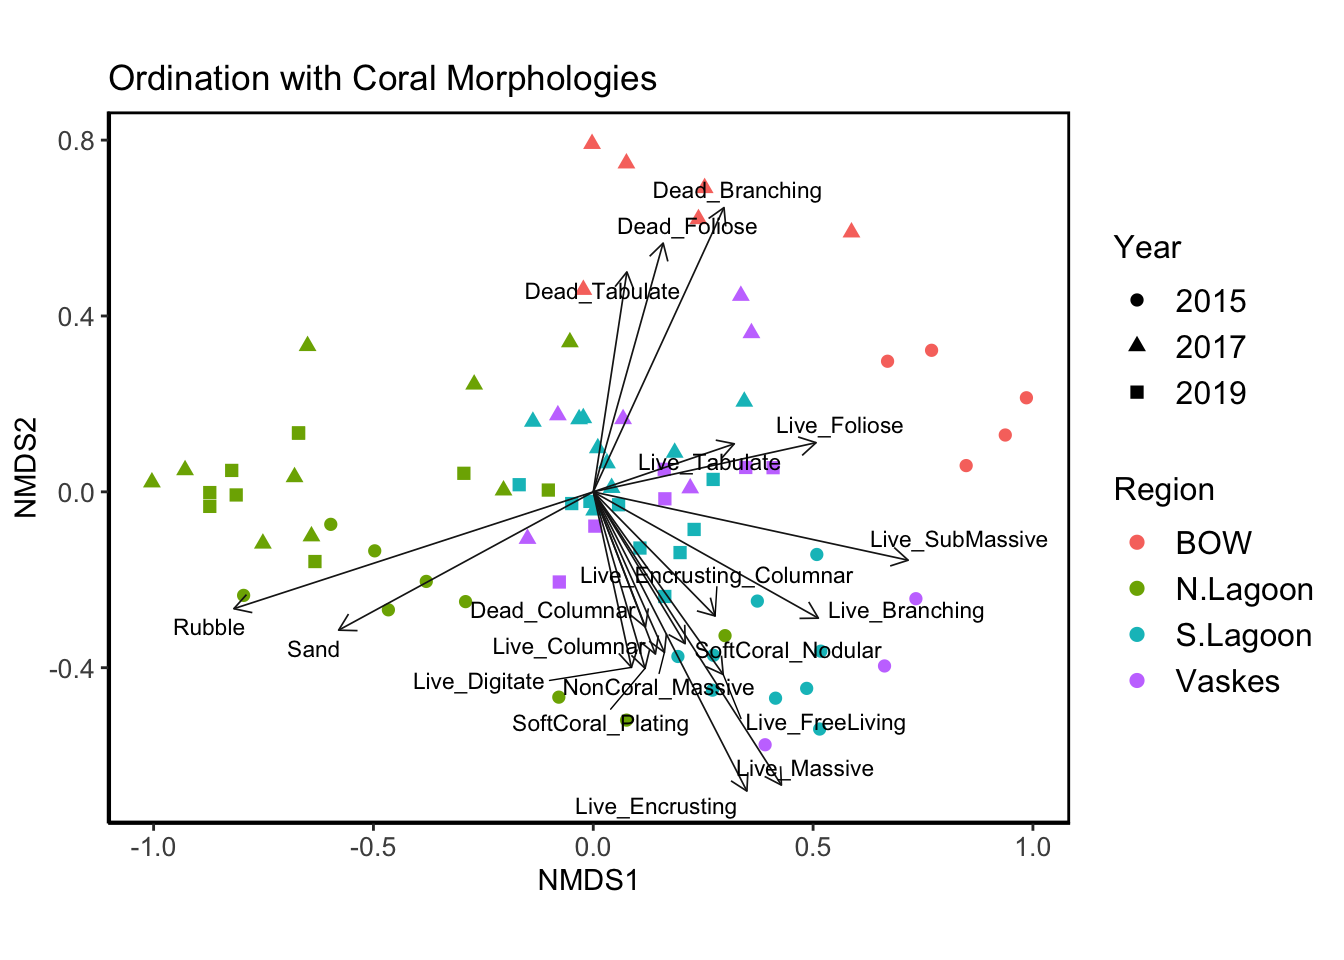 Ordination with Coral Morphologies
0.8
0.4
0.0
-0.4
NMDS2
Dead_Branching
Dead_Foliose
Dead_Tabulate
Live_Foliose
Live_Tabulate
Live_SubMassive
Live_Encrusting_Columnar
Dead_Columnar
Live_Branching
Rubble
Sand
Live_Columnar
SoftCoral_Nodular
Live_Digitate
NonCoral_Massive
SoftCoral_Plating
Live_FreeLiving
Live_Massive
Live_Encrusting
-1.0
-0.5
0.0
0.5
1.0
NMDS1
Year
2015
2017
2019
Region
BOW
N.Lagoon
S.Lagoon
Vaskes